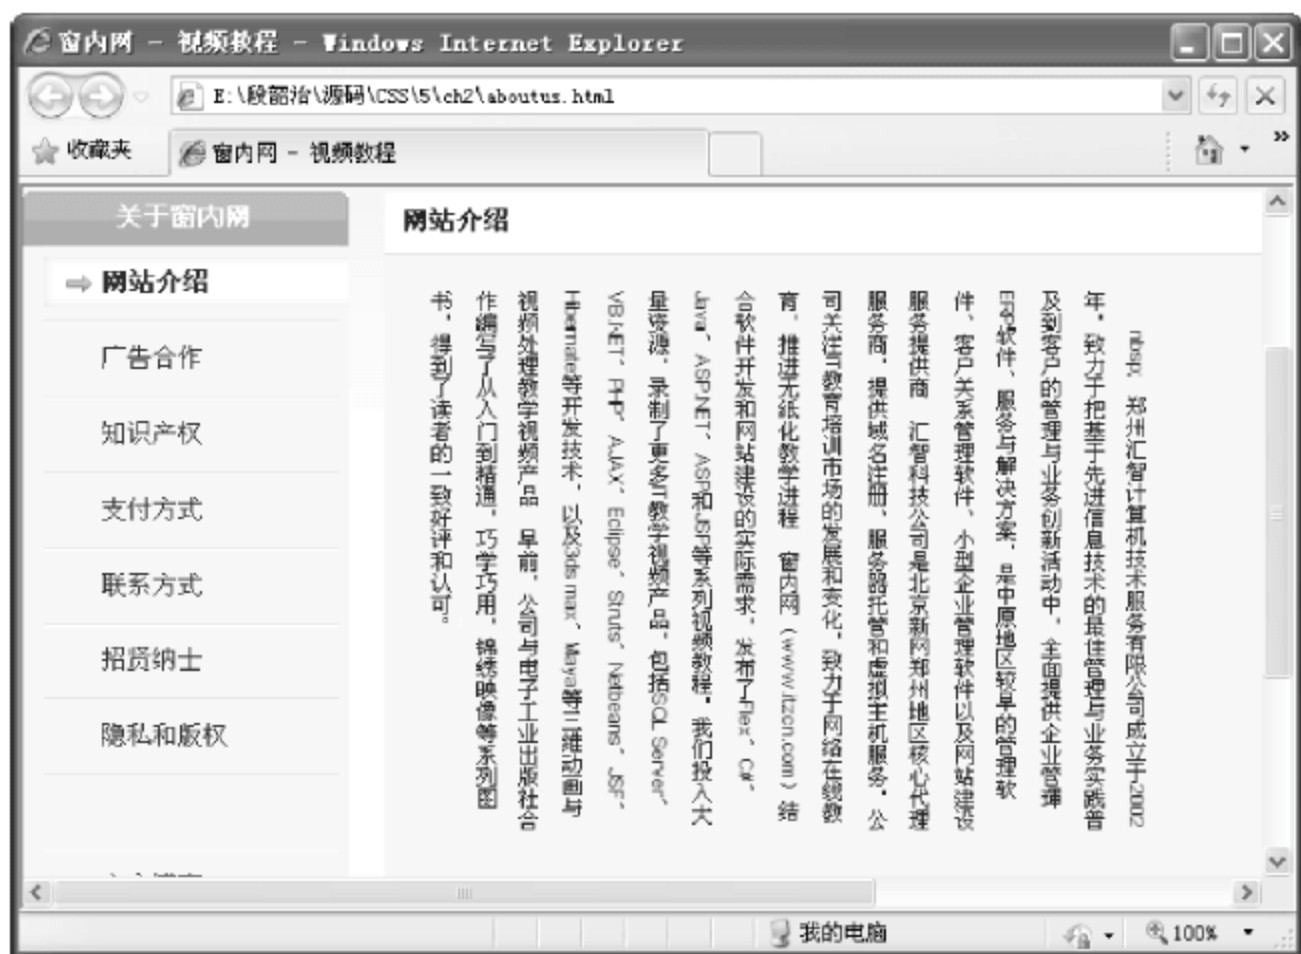 窗内网 - 视频教程 - Windows Internet Explorer
E:\段韶治\源码\CSS\5\ch2\aboutus.html
收藏夹
窗内网 - 视频教程
关于窗内网
网站介绍
广告合作
知识产权
支付方式
联系方式
招贤纳士
隐私和版权
网站介绍
nbsp; 郑州汇智计算机技术服务有限公司成立于2002
年，致力于把基于先进信息技术的最佳管理与业务实践普
及到客户的管理与业务创新活动中，全面提供企业管理
ERP软件、服务与解决方案，是中原地区较早的管理软
件、客户关系管理软件、小型企业管理软件以及网站建设
服务提供商 汇智科技公司是北京新网郑州地区核心代理
服务商，提供域名注册、服务器托管和虚拟主机服务。公
司关注IT教育培训市场的发展和变化，致力于网络在线教
育，推进无纸化教学进程 窗内网（www.itzcn.com）结
合软件开发和网站建设的实际需求，发布了Flex、C#、
Java、ASP.NET、ASP和JSP等系列视频教程，我们投入大
量资源，录制了更多IT教学视频产品，包括SQL Server、
VB.NET、PHP、AJAX、Eclipse、Struts、Netbeans、JSF、
Hibernate等开发技术，以及3ds max、Maya等三维动画与
视频处理教学视频产品 早前，公司与电子工业出版社合
作编写了从入门到精通，巧学巧用，锦绣映像等系列图
书，得到了读者的一致好评和认可。
我的电脑
100%